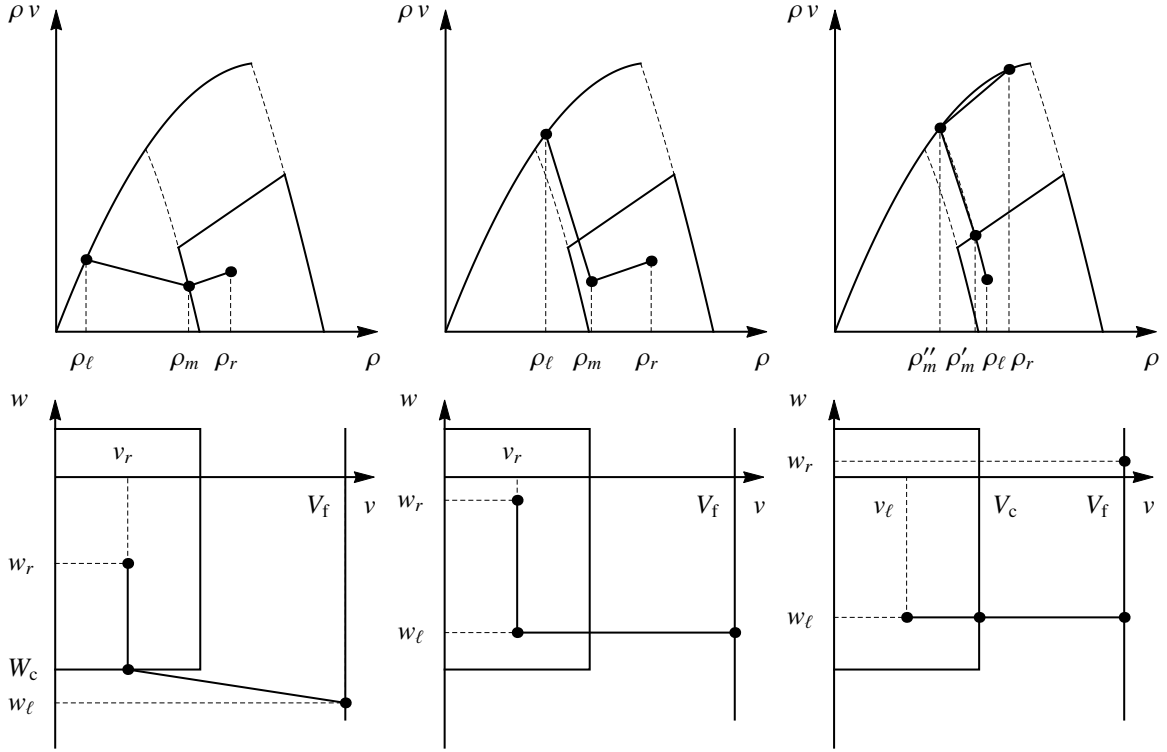 ρ v
ρ v
ρ v
ρℓ ρm ρr ρ
ρℓ ρm ρr ρ
ρ″m ρ′m ρℓ ρr ρ
w
vr
Vf v
wr
Wc
wℓ
w
vr
Vf v
wr
wℓ
w
wr
vℓ Vc Vf v
wℓ